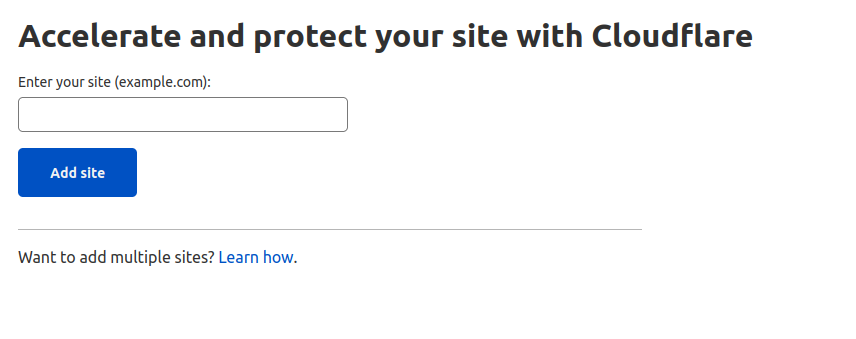 Accelerate and protect your site with Cloudflare
Enter your site (example.com):
Add site
Want to add multiple sites? Learn how.